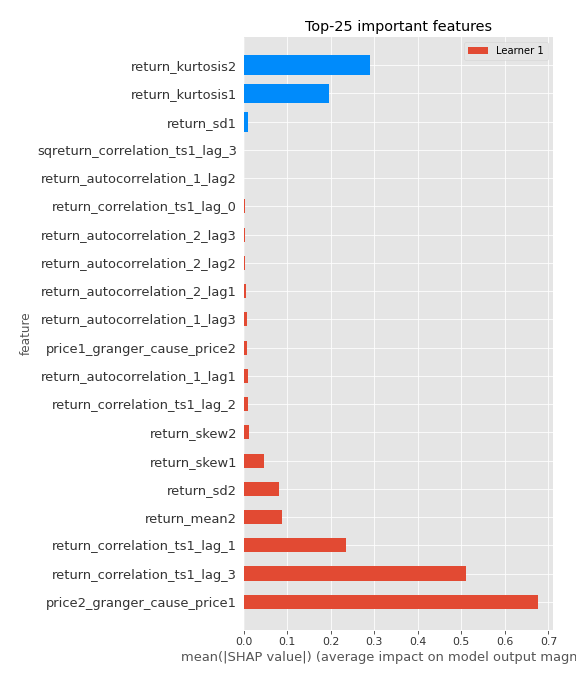 Top-25 important features
Learner 1
return_kurtosis2
return_kurtosis1
return_sd1
sqreturn_correlation_ts1_lag_3
return_autocorrelation_1_lag2
return_correlation_ts1_lag_0
return_autocorrelation_2_lag3
return_autocorrelation_2_lag2
return_autocorrelation_2_lag1
return_autocorrelation_1_lag3
price1_granger_cause_price2
return_autocorrelation_1_lag1
return_correlation_ts1_lag_2
return_skew2
return_skew1
return_sd2
return_mean2
return_correlation_ts1_lag_1
return_correlation_ts1_lag_3
price2_granger_cause_price1
feature
0.0 0.1 0.2 0.3 0.4 0.5 0.6 0.7
mean(|SHAP value|) (average impact on model output magn